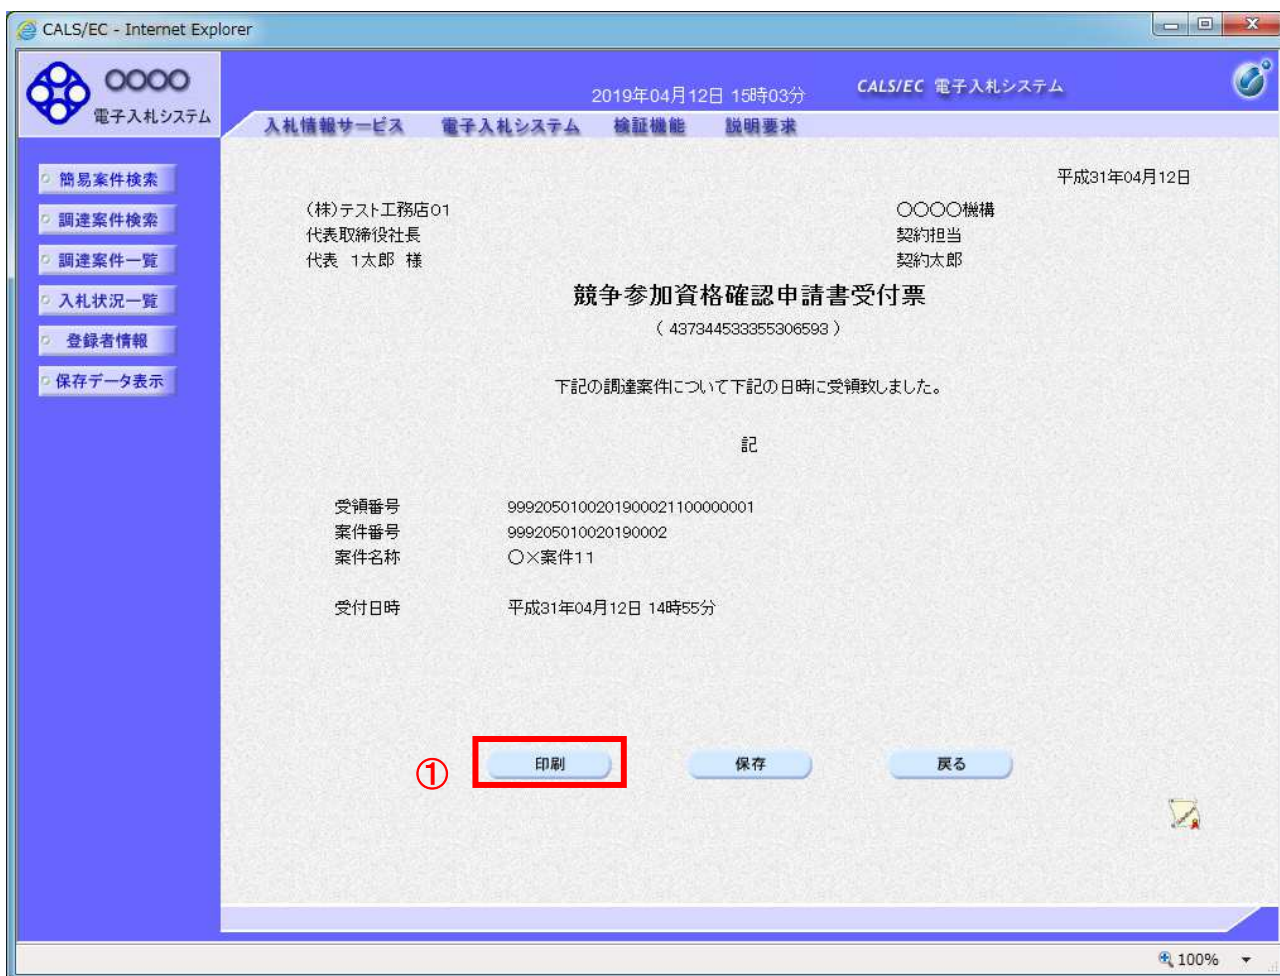 CALS/EC - Internet Explorer
〇〇〇〇
電子入札システム
2019年04月12日 15時03分
CALS/EC 電子入札システム
入札情報サービス 電子入札システム 検証機能 説明要求
簡易案件検索
調達案件検索
調達案件一覧
入札状況一覧
登録者情報
保存データ表示
平成31年04月12日
(株)テスト工務店01
代表取締役社長
代表 1太郎 様
〇〇〇〇機構
契約担当
契約太郎
競争参加資格確認申請書受付票
( 437344533355306593 )
下記の調達案件について下記の日時に受領致しました。
記
受領番号 9992050100201900021100000001
案件番号 999205010020190002
案件名称 〇×案件11
受付日時 平成31年04月12日 14時55分
①
印刷 保存 戻る
100%